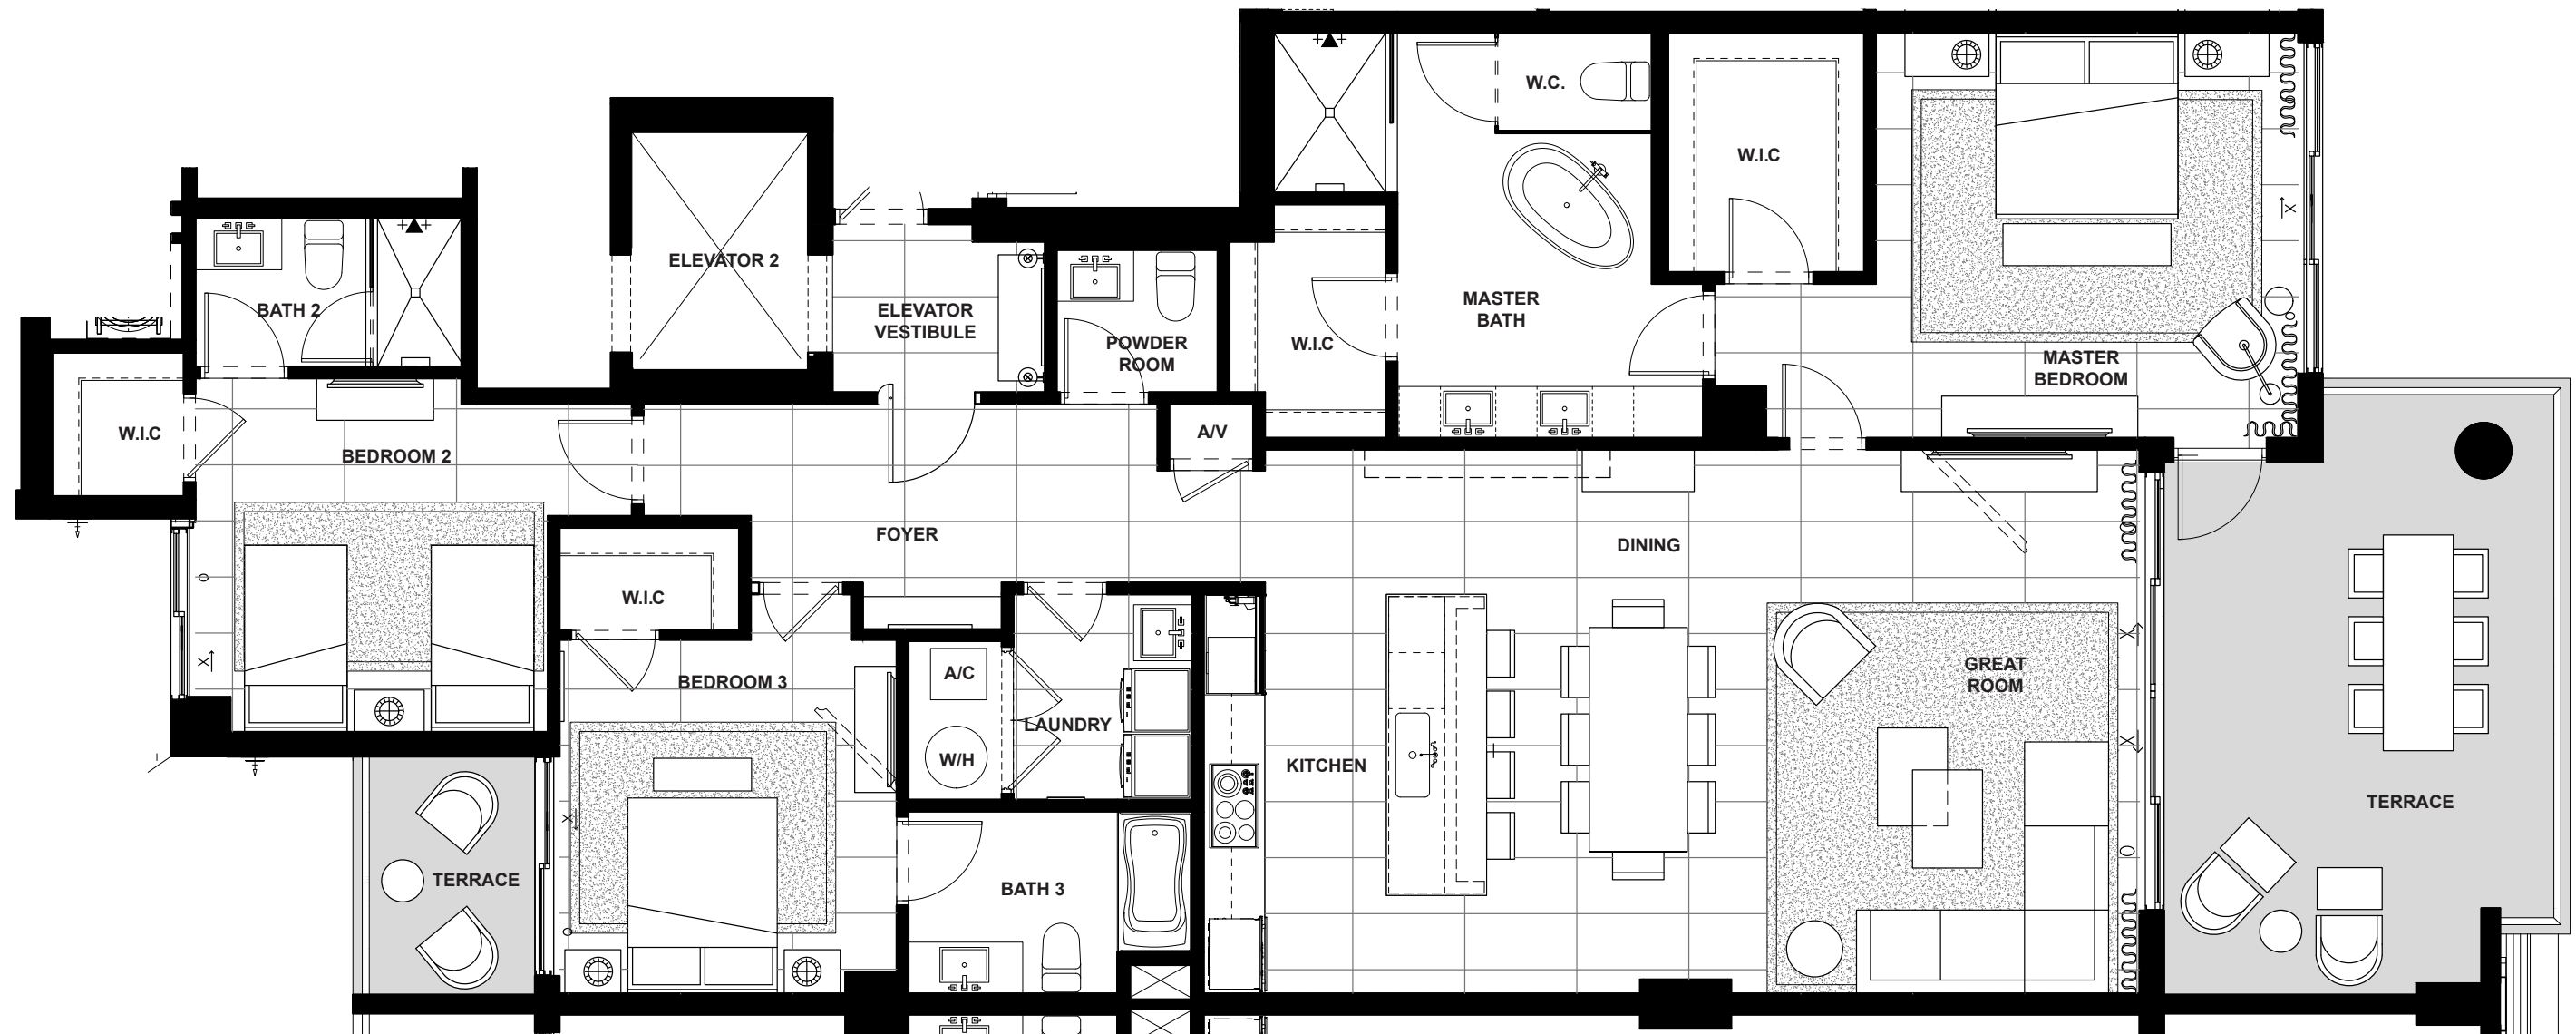 W.C.
W.I.C
ELEVATOR 2
BATH 2
ELEVATOR
VESTIBULE
MASTER
BATH
POWDER
ROOM
W.I.C
MASTER
BEDROOM
W.I.C
A/V
BEDROOM 2
FOYER
DINING
W.I.C
O
X
X
X
GREAT
ROOM
A/C
BEDROOM 3
LAUNDRY
X
W/H
KITCHEN
TERRACE
X
O
TERRACE
BATH 3
O